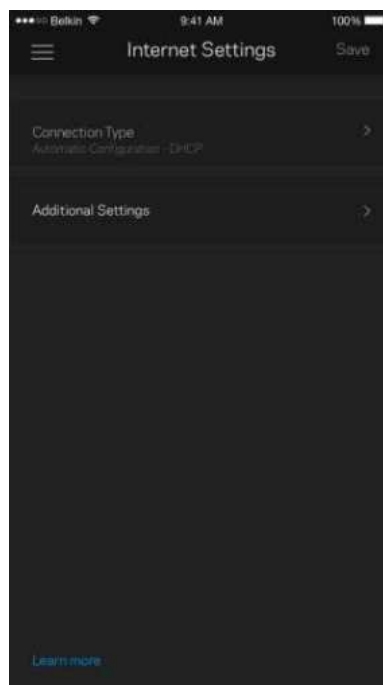 Belkin 9:41 AM 100%
Internet Settings Save
Connection Type
Automatic Configuration - DHCP
Additional Settings
Learn more